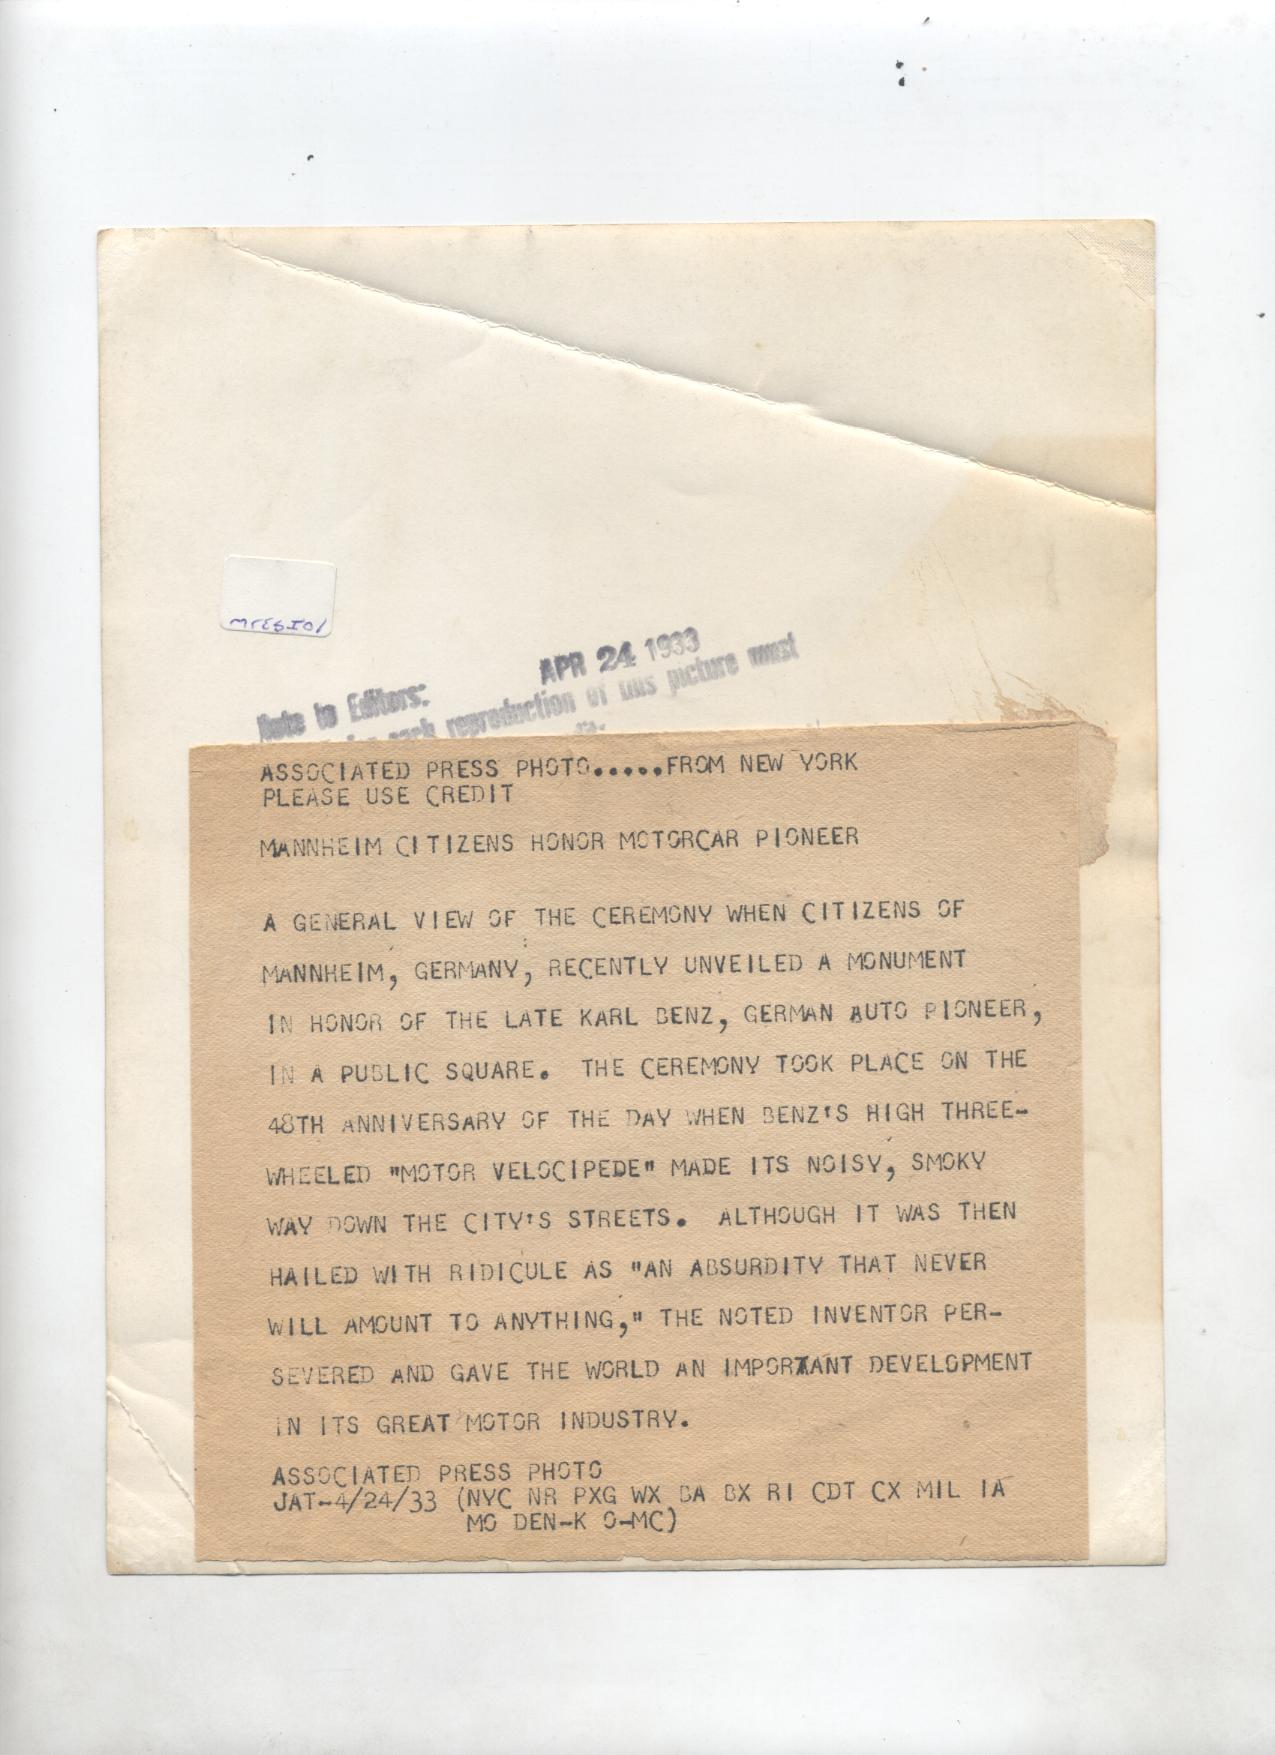 APR 24 1933
Note to Editors:
each reproduction of this picture must
ASSOCIATED PRESS PHOTO.....FROM NEW YORK
PLEASE USE CREDIT
MANNHEIM CITIZENS HONOR MOTORCAR PIONEER
A GENERAL VIEW OF THE CEREMONY WHEN CITIZENS OF
MANNHEIM, GERMANY, RECENTLY UNVEILED A MONUMENT
IN HONOR OF THE LATE KARL BENZ, GERMAN AUTO PIONEER,
IN A PUBLIC SQUARE. THE CEREMONY TOOK PLACE ON THE
48TH ANNIVERSARY OF THE DAY WHEN BENZ'S HIGH THREE-
WHEELED "MOTOR VELOCIPEDE" MADE ITS NOISY, SMOKY
WAY DOWN THE CITY'S STREETS. ALTHOUGH IT WAS THEN
HAILED WITH RIDICULE AS "AN ABSURDITY THAT NEVER
WILL AMOUNT TO ANYTHING," THE NOTED INVENTOR PER-
SEVERED AND GAVE THE WORLD AN IMPORTANT DEVELOPMENT
IN ITS GREAT MOTOR INDUSTRY.
ASSOCIATED PRESS PHOTO
JAT-4/24/33 (NYC NR PXG WX BA BX RI CDT CX MIL IA
MO DEN-K O-MC)